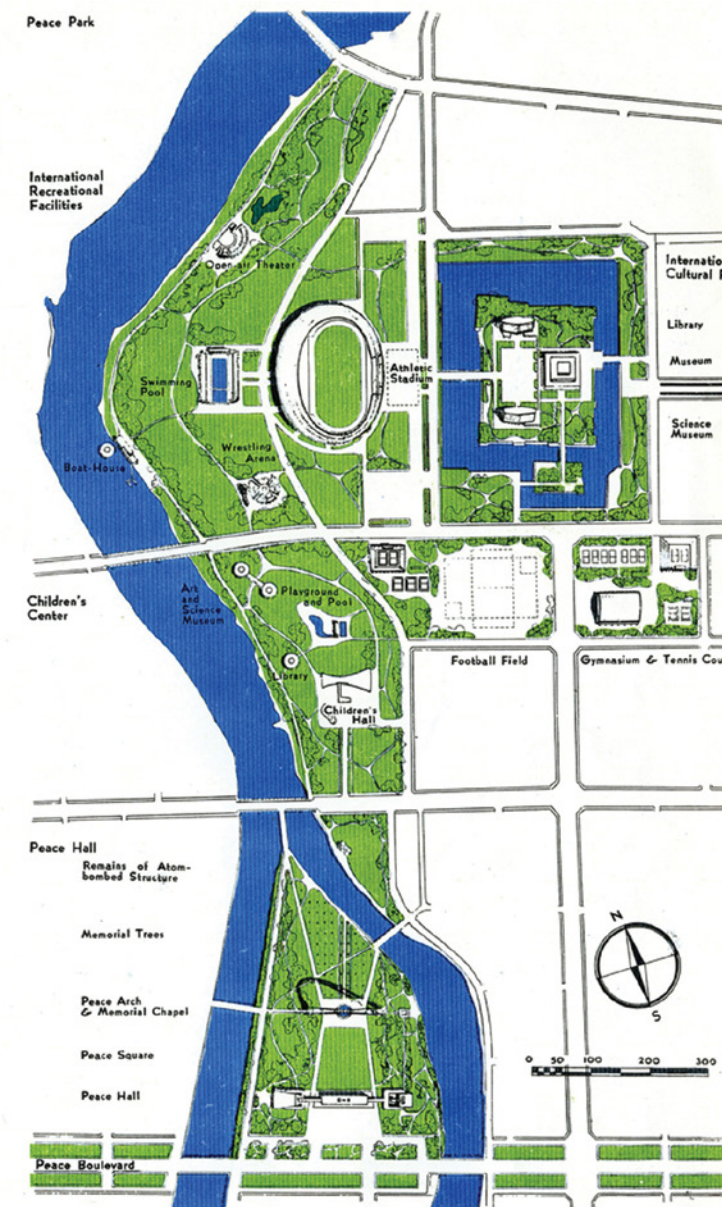 Peace Park
International
Recreational
Facilities
Open-air Theater
Internatio
Cultural
Library
Museum
Athletic
Stadium
Swimming
Pool
Science
Museum
Wrestling
Arena
Boat-House
Children's
Center
Art
and
Science
Museum
Playground
and Pool
Library
Football Field
Gymnasium & Tennis Cou
Children's
Hall
Peace Hall
Remains of Atom-
bombed Structure
Memorial Trees
N
Peace Arch
& Memorial Chapel
S
Peace Square
0 50 100 200 300
Peace Hall
Peace Boulevard